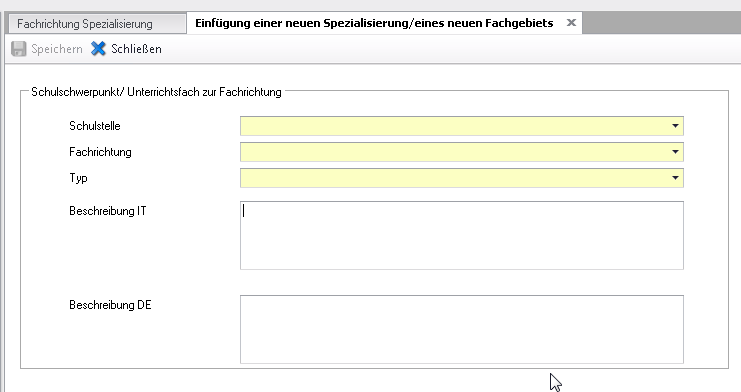 Fachrichtung Spezialisierung
Einfügung einer neuen Spezialisierung/eines neuen Fachgebiets
Speichern Schließen
Schulschwerpunkt/ Unterrichtsfach zur Fachrichtung
Schulstelle
Fachrichtung
Typ
Beschreibung IT
Beschreibung DE